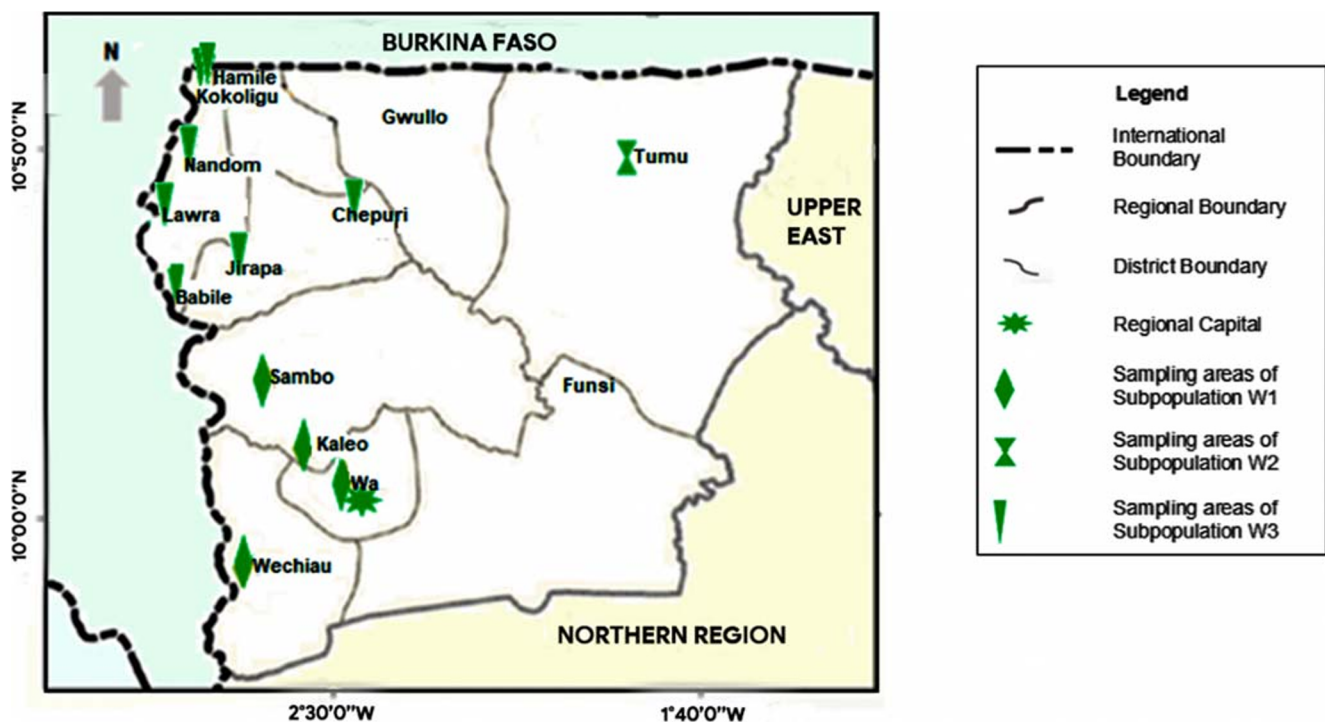 BURKINA FASO
N
Hamile
Kokoligu
Gwullo
10°50'0''N
Nandom
Tumu
Lawra
Chepuri
UPPER
EAST
Jirapa
Babile
Sambo
Funsi
Kaleo
Wa
10°00'0''N
Wechiau
NORTHERN REGION
2°30'0''W
1°40'0''W
Legend
International
Boundary
Regional Boundary
District Boundary
Regional Capital
Sampling areas of
Subpopulation W1
Sampling areas of
Subpopulation W2
Sampling areas of
Subpopulation W3